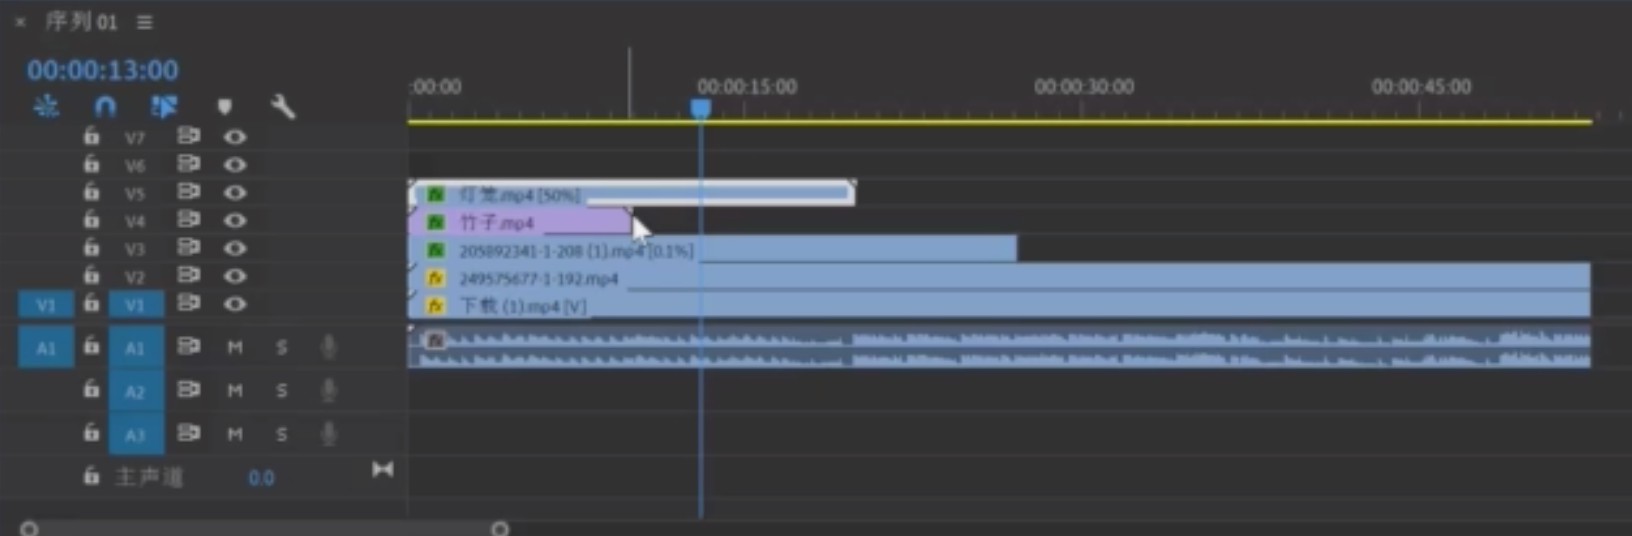 × 序列 01 ≡
00:00:13:00
:00:00 00:00:15:00 00:00:30:00 00:00:45:00
V7
V6
V5 fx 灯笼.mp4 [50%]
V4 fx 竹子.mp4
V3 fx 205892341-1-208 (1).mp4 [0.1%]
V2 fx 249575677-1-192.mp4
V1 V1 fx 下载 (1).mp4 [V]
A1 A1 M S fx
A2 M S
A3 M S
主声道 0.0